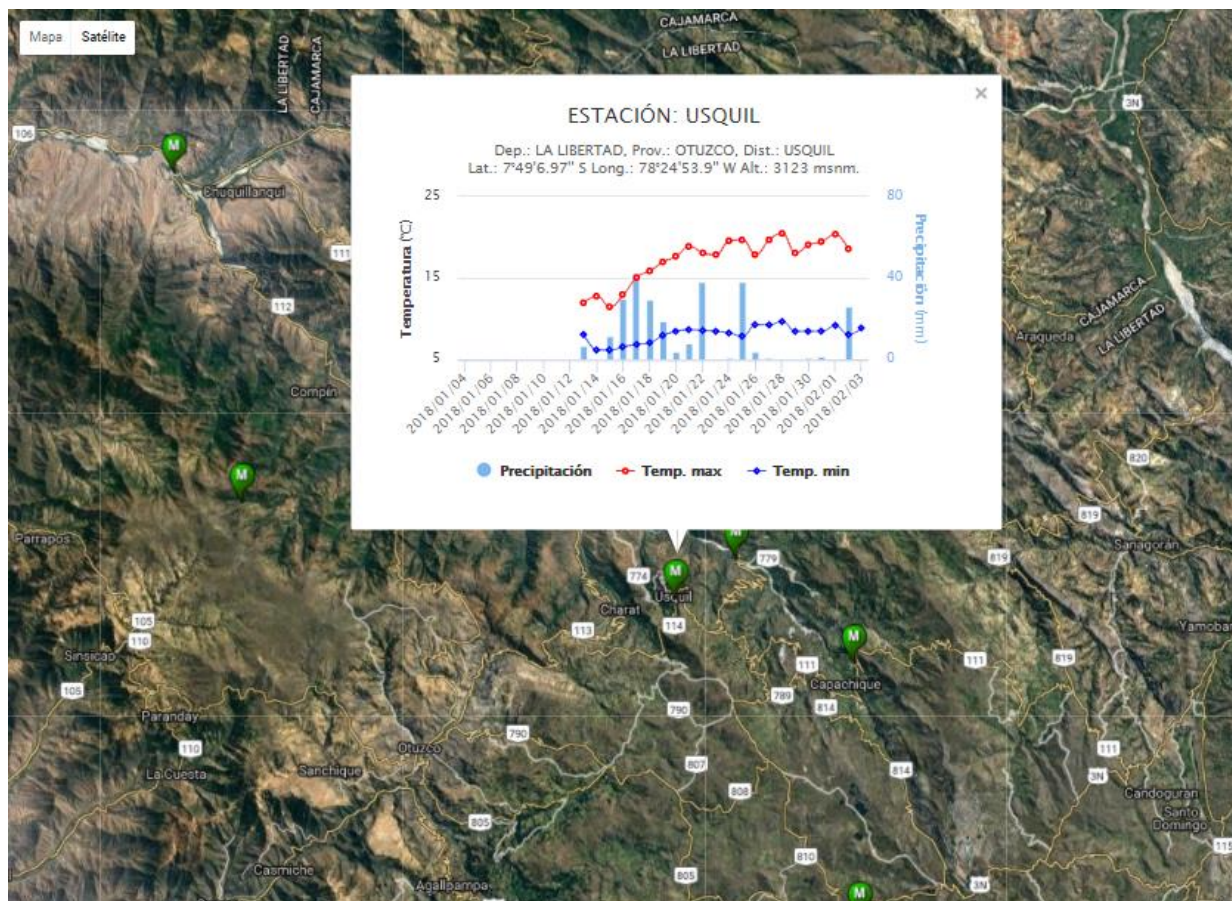 Mapa Satélite
CAJAMARCA
LA LIBERTAD
LA LIBERTAD
CAJAMARCA
×
ESTACIÓN: USQUIL
Dep.: LA LIBERTAD, Prov.: OTUZCO, Dist.: USQUIL
Lat.: 7°49'6.97" S Long.: 78°24'53.9" W Alt.: 3123 msnm.
25
15
5
Temperatura (°C)
80
40
0
Precipitación (mm)
2018/01/04
2018/01/06
2018/01/08
2018/01/10
2018/01/12
2018/01/14
2018/01/16
2018/01/18
2018/01/20
2018/01/22
2018/01/24
2018/01/26
2018/01/28
2018/01/30
2018/02/01
2018/02/03
Precipitación Temp. max Temp. min
3N
106
M
Chuquillanqui
111
112
CAJAMARCA
LA LIBERTAD
Araqueda
Compín
820
M
819
Parrapos
Sanagorán
819
M
779
774
M
Usquil
Charat
114
113
105
110
Sinsicap
M
Yamobar
111
111
819
Capachique
105
789
814
790
Paranday
790
110
Otuzco
111
La Cuesta
Sanchique
807
814
3N
808
Candoguran
Santo
Domingo
805
115
810
Casmiche
805
Agallpampa
3N
M